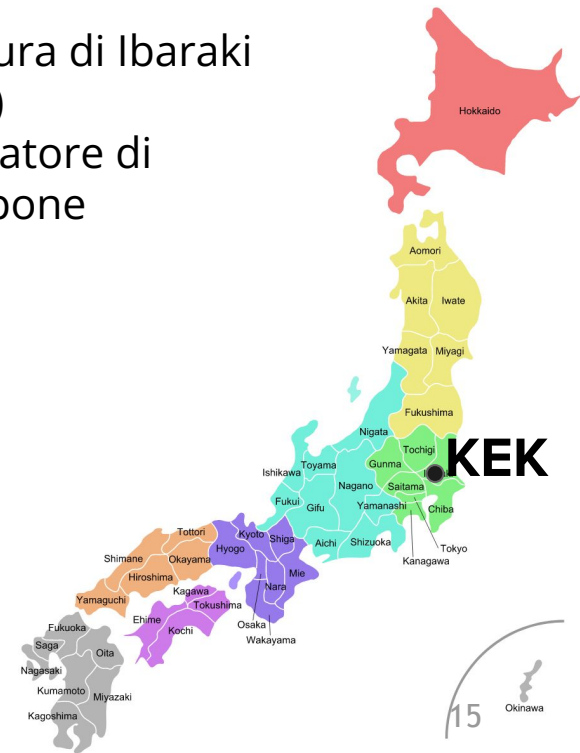 ura di Ibaraki
)
atore di
pone
Hokkaido
Aomori
Akita
Iwate
Yamagata
Miyagi
Fukushima
Nigata
Tochigi
KEK
Gunma
Toyama
Ishikawa
Nagano
Saitama
Fukui
Gifu
Yamanashi
Chiba
Tottori
Kyoto
Shiga
Aichi
Shizuoka
Tokyo
Kanagawa
Shimane
Okayama
Hyogo
Hiroshima
Mie
Nara
Yamaguchi
Kagawa
Tokushima
Ehime
Kochi
Osaka
Wakayama
Fukuoka
Saga
Oita
Nagasaki
Kumamoto
Miyazaki
Kagoshima
15
Okinawa